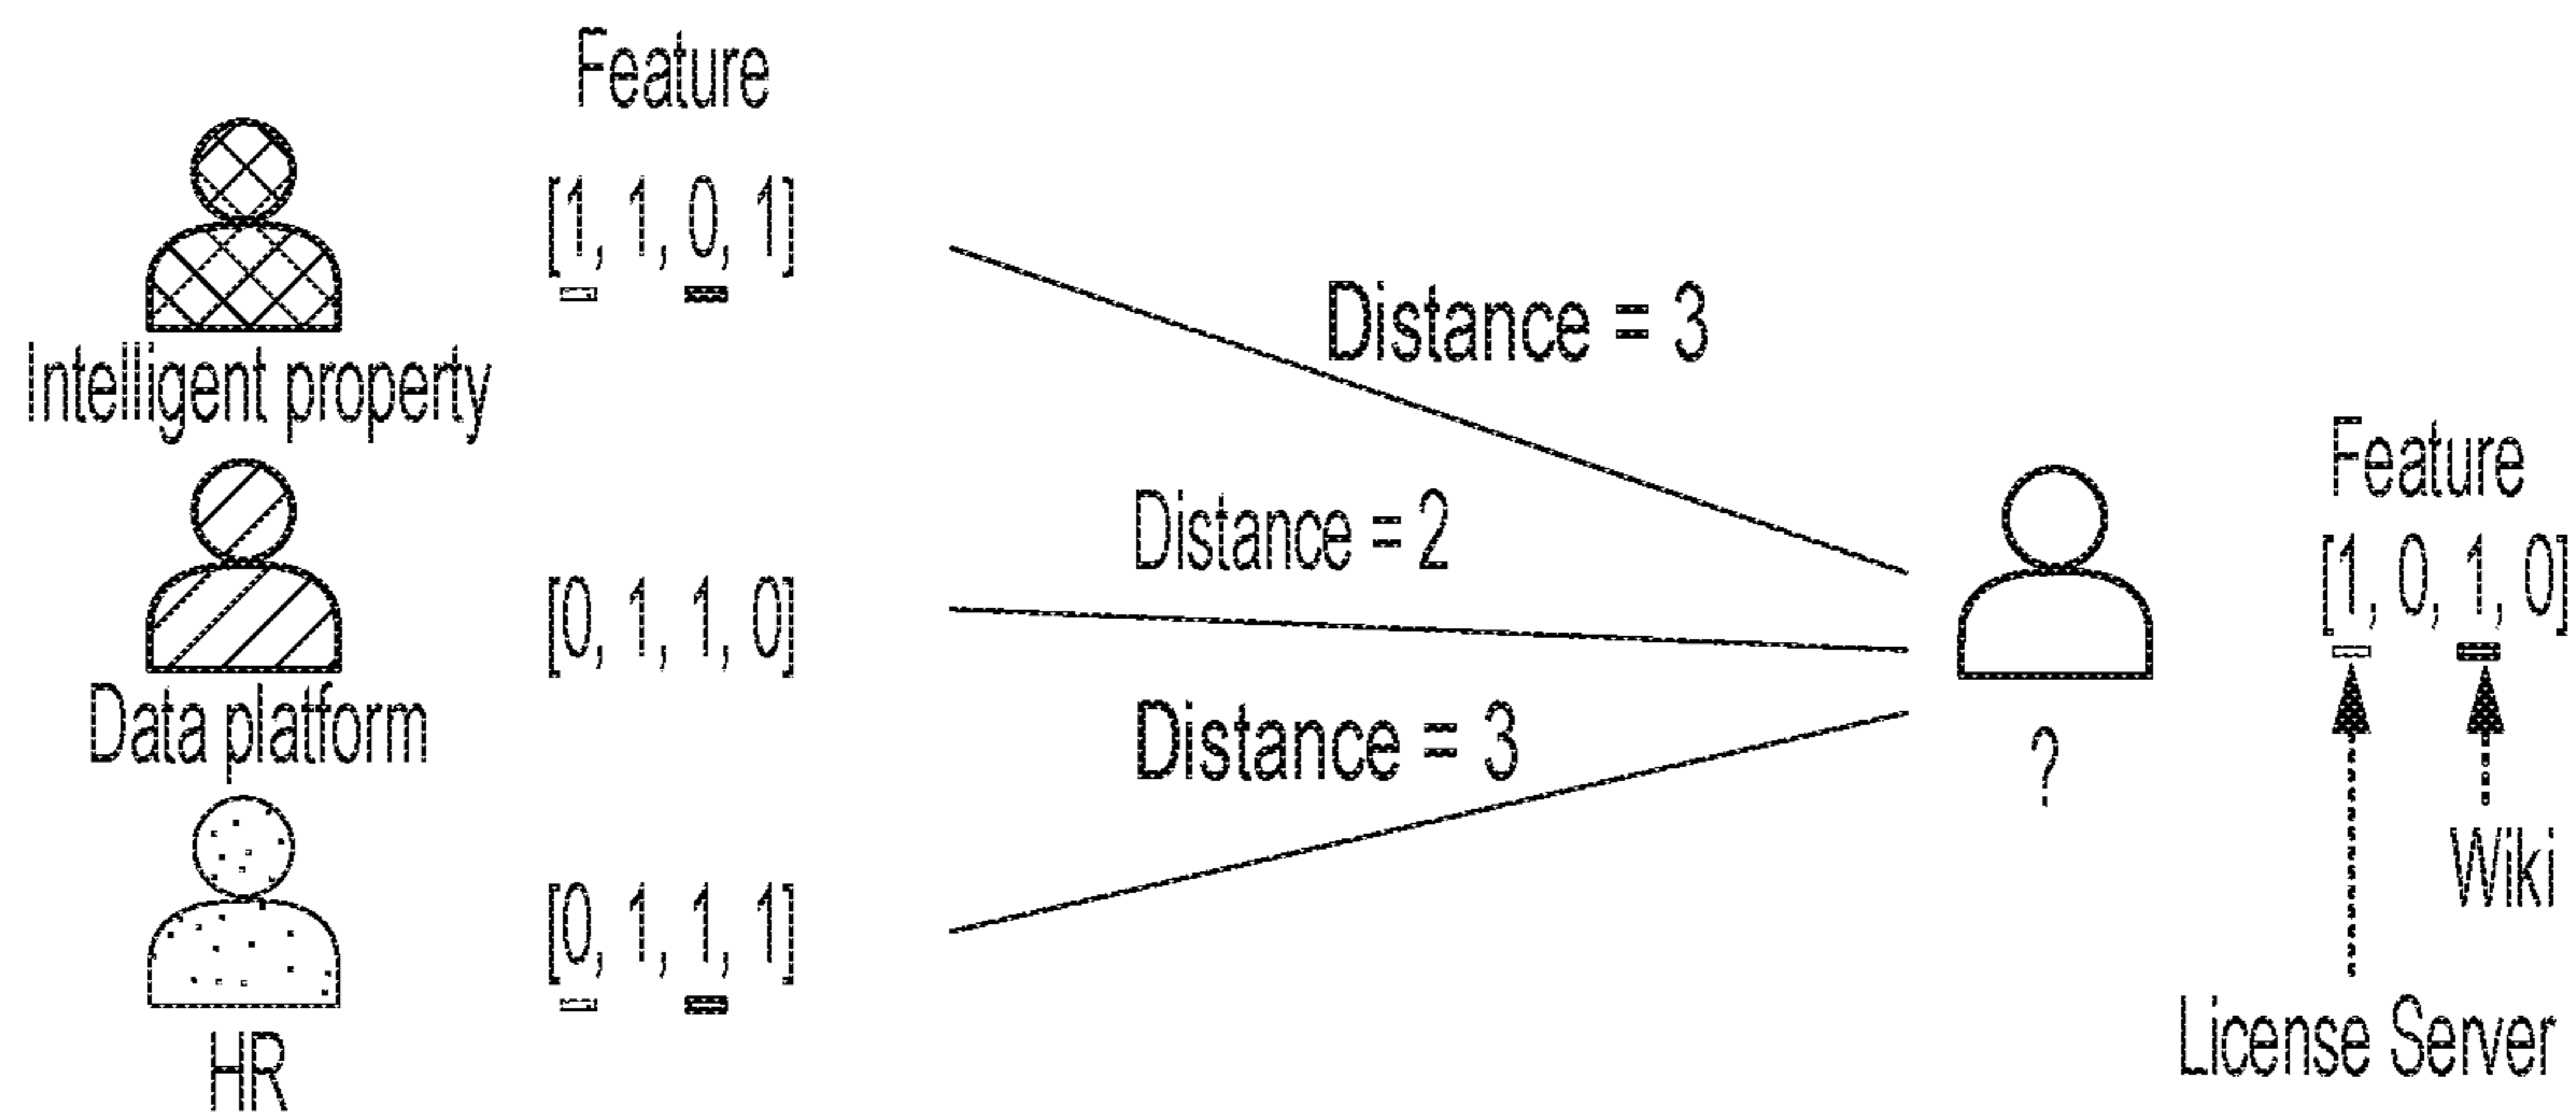 Feature
[1, 1, 0, 1]
Distance = 3
Intelligent property
Feature
Distance = 2
[1, 0, 1, 0]
[0, 1, 1, 0]
Data platform
Distance = 3
?
Wiki
[0, 1, 1, 1]
License Server
HR